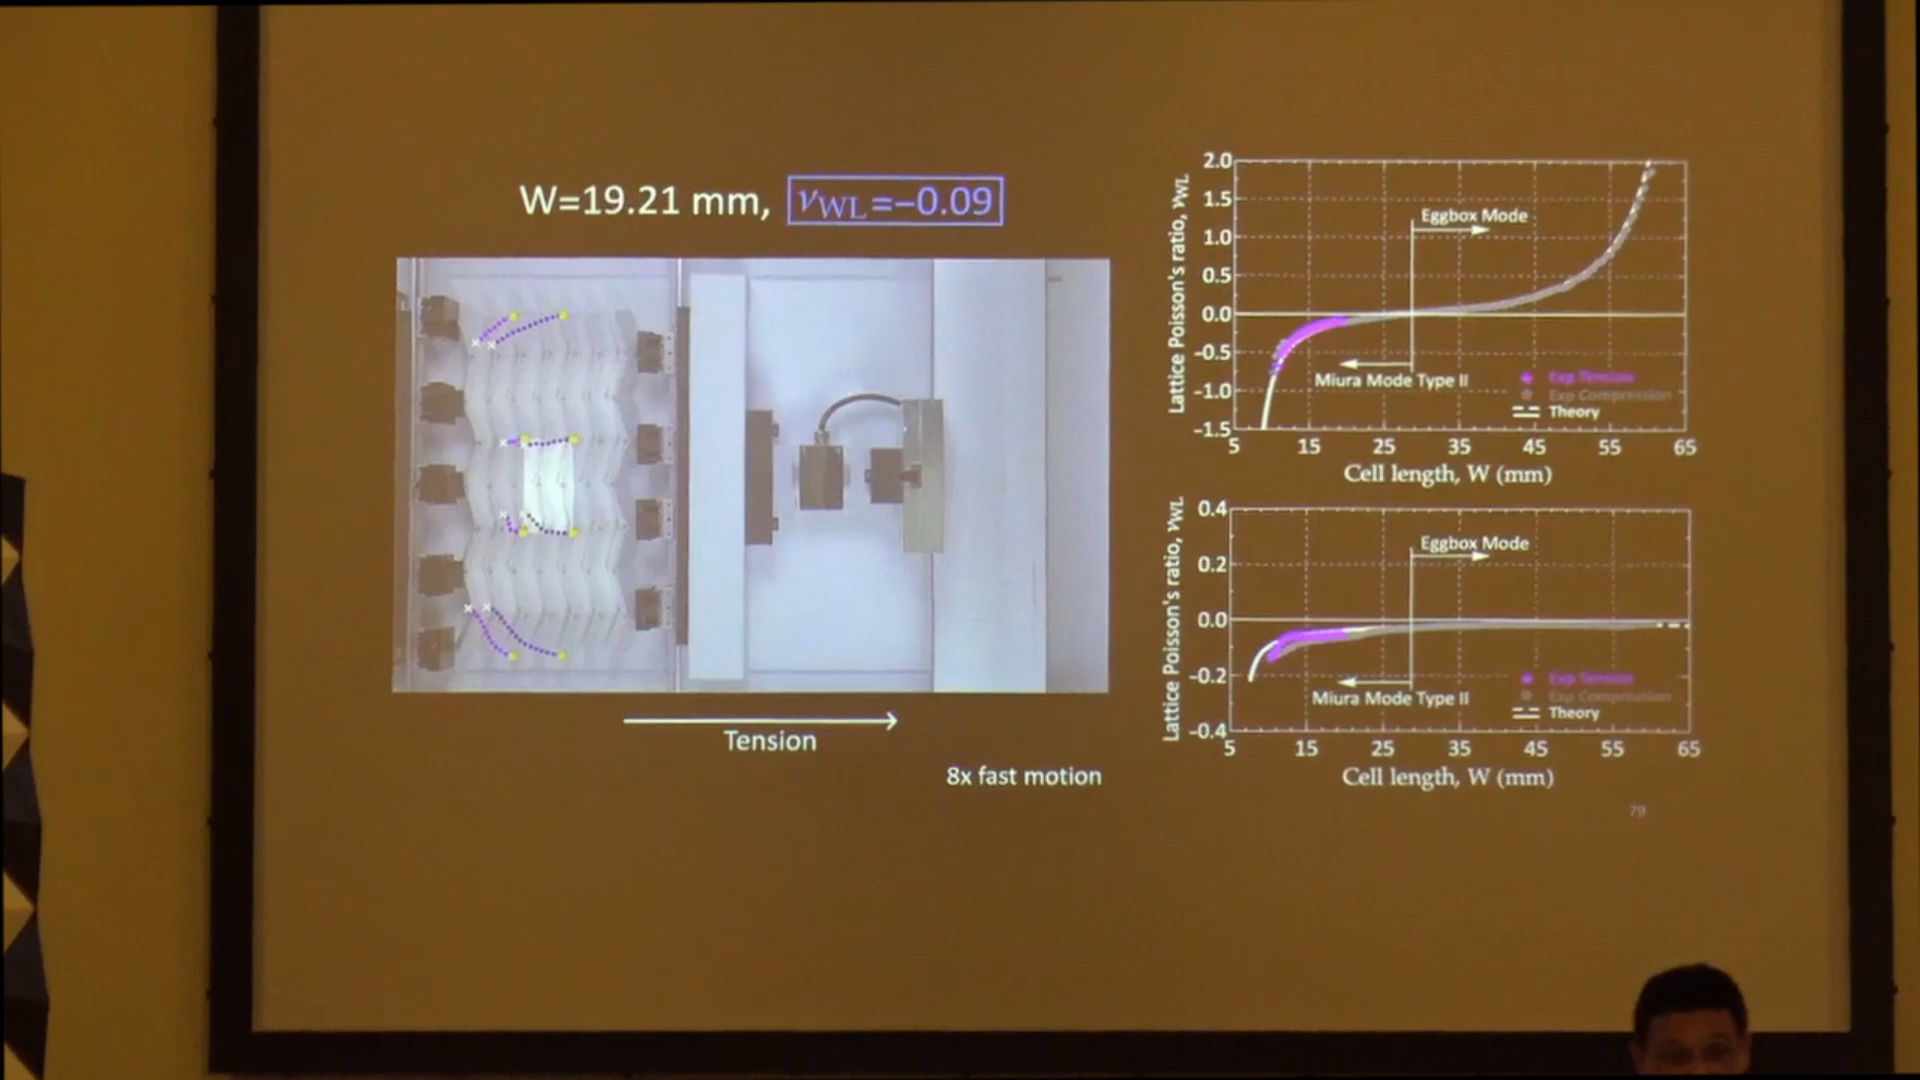 W=19.21 mm, νWL=−0.09
Tension
8x fast motion
Lattice Poisson's ratio, νWL
2.0
1.5
1.0
0.5
0.0
−0.5
−1.0
−1.5
Eggbox Mode
Miura Mode Type II
Exp Tension
Exp Compression
Theory
5 15 25 35 45 55 65
Cell length, W (mm)
Lattice Poisson's ratio, νWL
0.4
0.2
0.0
−0.2
−0.4
Eggbox Mode
Miura Mode Type II
Exp Tension
Exp Compression
Theory
5 15 25 35 45 55 65
Cell length, W (mm)
79